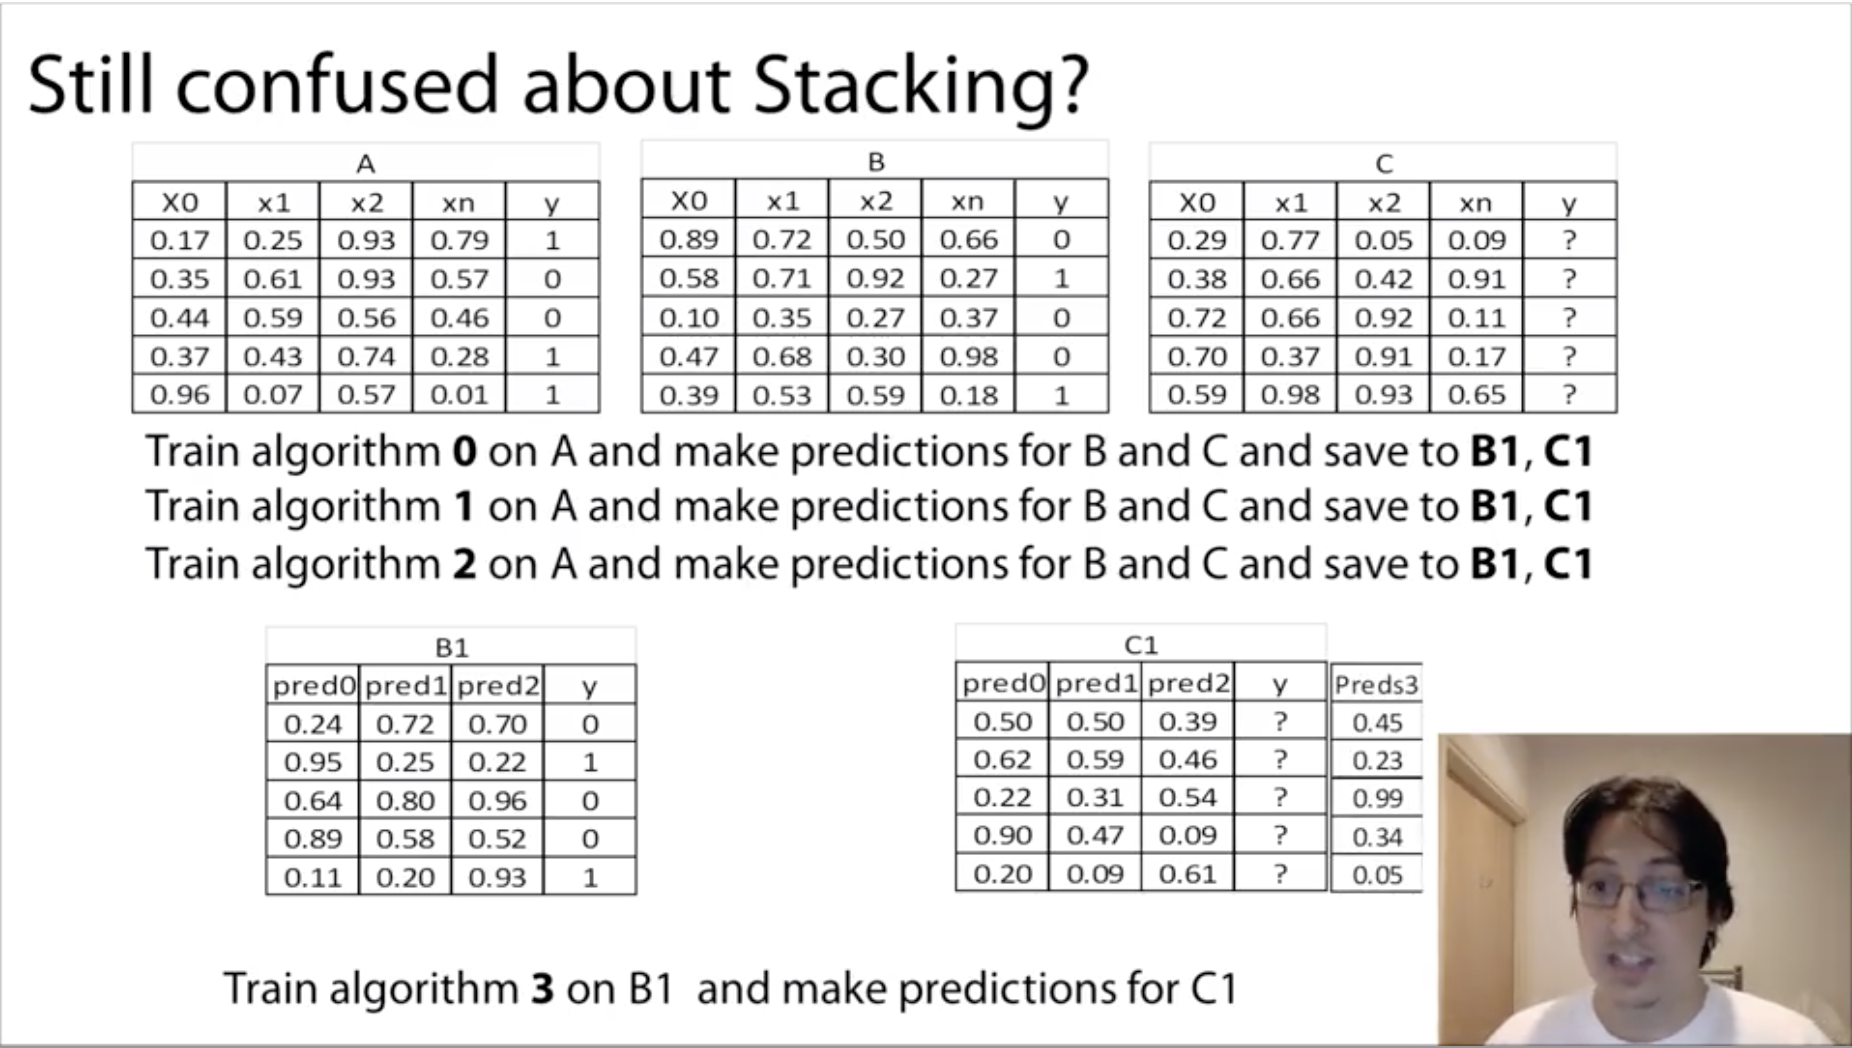 Still confused about Stacking?
A
X0 x1 x2 xn y
0.17 0.25 0.93 0.79 1
0.35 0.61 0.93 0.57 0
0.44 0.59 0.56 0.46 0
0.37 0.43 0.74 0.28 1
0.96 0.07 0.57 0.01 1
B
X0 x1 x2 xn y
0.89 0.72 0.50 0.66 0
0.58 0.71 0.92 0.27 1
0.10 0.35 0.27 0.37 0
0.47 0.68 0.30 0.98 0
0.39 0.53 0.59 0.18 1
C
X0 x1 x2 xn y
0.29 0.77 0.05 0.09 ?
0.38 0.66 0.42 0.91 ?
0.72 0.66 0.92 0.11 ?
0.70 0.37 0.91 0.17 ?
0.59 0.98 0.93 0.65 ?
Train algorithm 0 on A and make predictions for B and C and save to B1, C1
Train algorithm 1 on A and make predictions for B and C and save to B1, C1
Train algorithm 2 on A and make predictions for B and C and save to B1, C1
B1
pred0 pred1 pred2 y
0.24 0.72 0.70 0
0.95 0.25 0.22 1
0.64 0.80 0.96 0
0.89 0.58 0.52 0
0.11 0.20 0.93 1
C1
pred0 pred1 pred2 y Preds3
0.50 0.50 0.39 ? 0.45
0.62 0.59 0.46 ? 0.23
0.22 0.31 0.54 ? 0.99
0.90 0.47 0.09 ? 0.34
0.20 0.09 0.61 ? 0.05
Train algorithm 3 on B1 and make predictions for C1